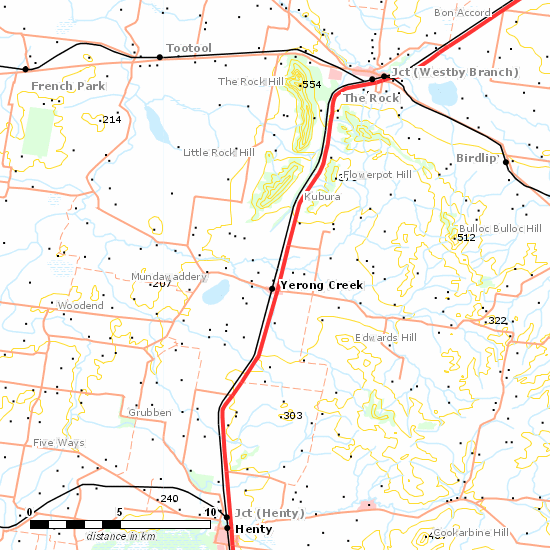 Bon Accord
Tootool
Jct (Westby Branch)
The Rock Hill
554
French Park
The Rock
214
Little Rock Hill
Birdlip
Flowerpot Hill
Kubura
Bulloc Bulloc Hill
512
Mundawaddery
207
Yerong Creek
Woodend
322
Edwards Hill
Grubben
303
Five Ways
240
0 5 10
Jct (Henty)
Henty
distance in km
Cookarbine Hill